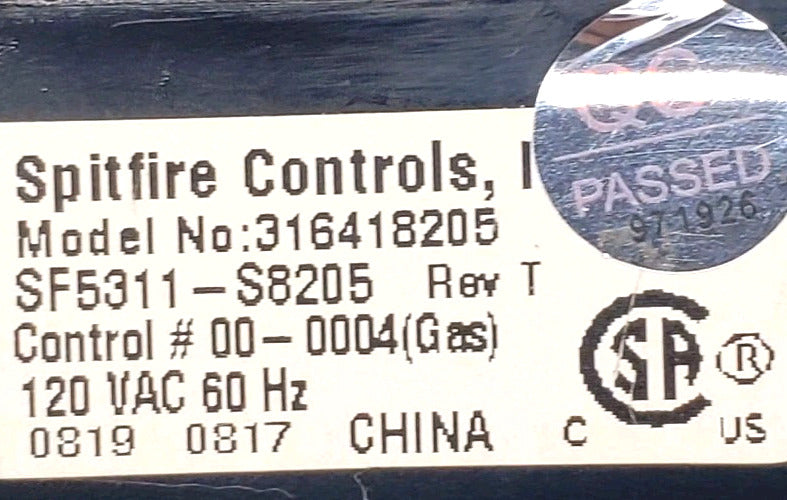 Spitfire Controls, I
Model No:316418205
SF5311-S8205 Rev T
Control # 00-0004(Gas)
120 VAC 60 Hz
0819 0817 CHINA
QC
PASSED
971926
SA ®
C US